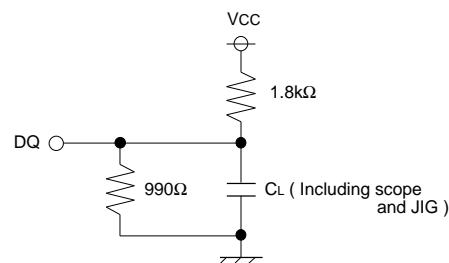 VCC
1.8kΩ
DQ
990Ω
CL ( Including scope
and JIG )